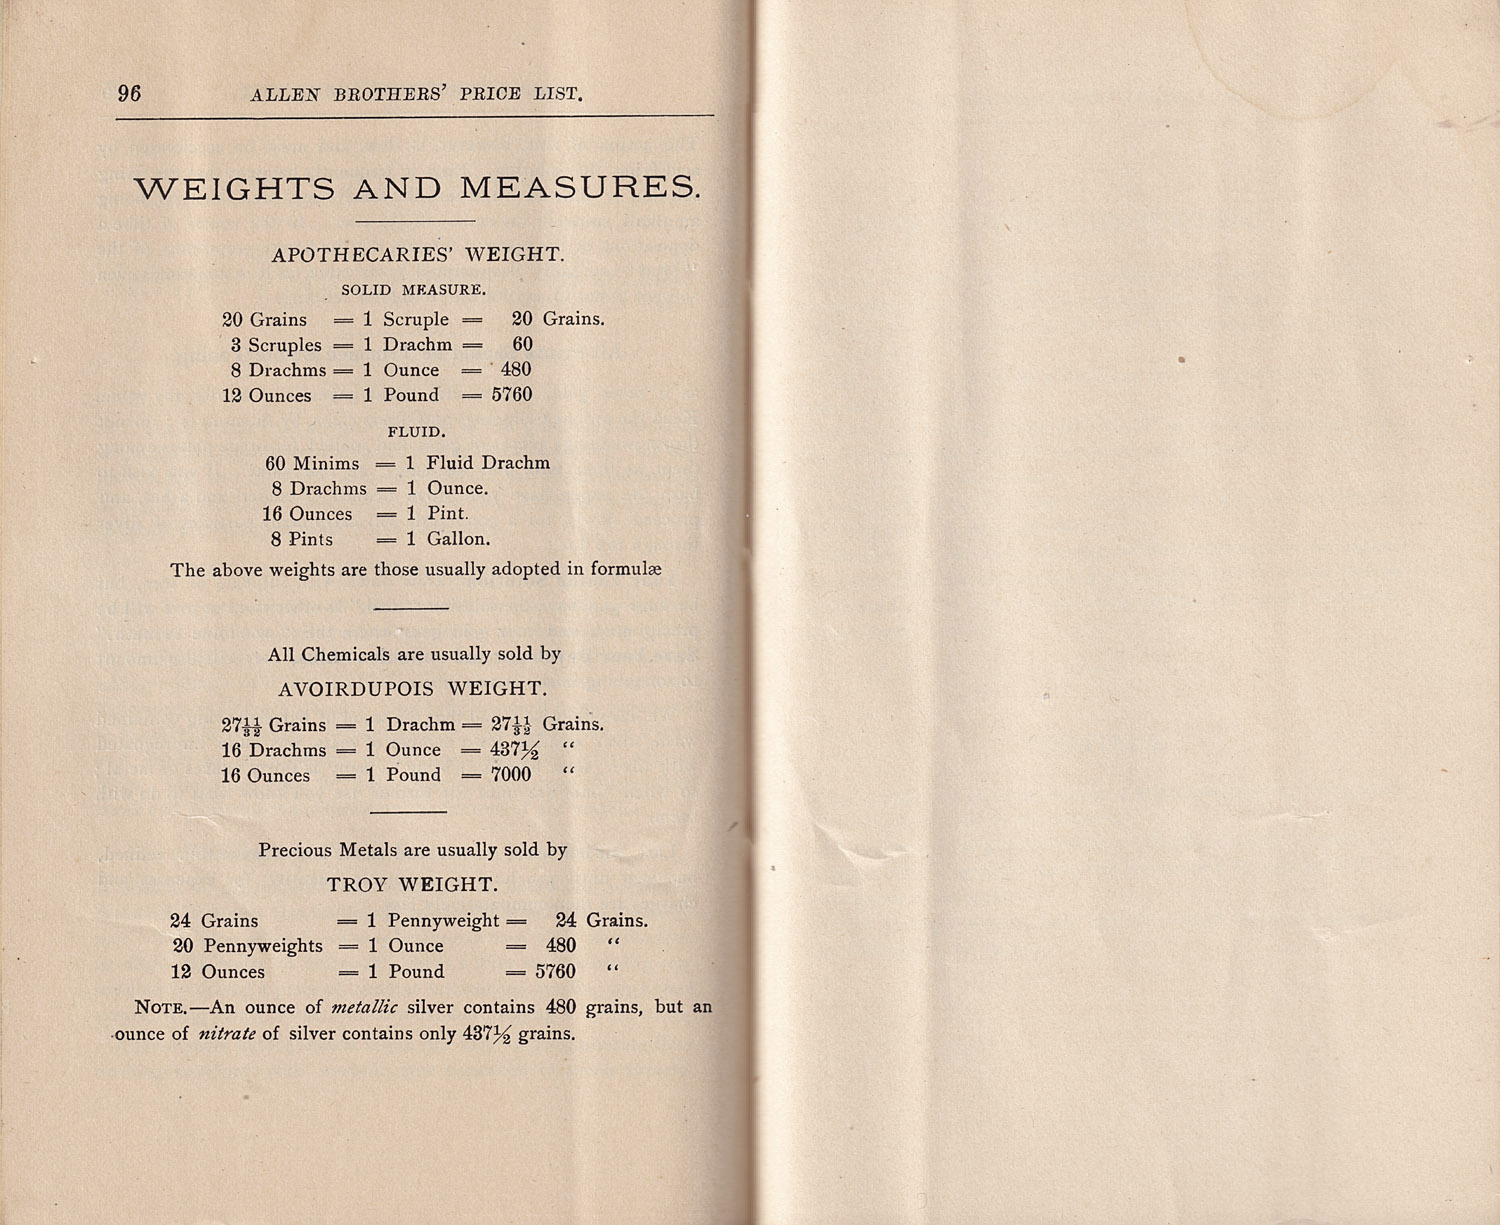 96 ALLEN BROTHERS' PRICE LIST.
WEIGHTS AND MEASURES.
APOTHECARIES' WEIGHT.
SOLID MEASURE.
20 Grains = 1 Scruple = 20 Grains.
3 Scruples = 1 Drachm = 60
8 Drachms = 1 Ounce = 480
12 Ounces = 1 Pound = 5760
FLUID.
60 Minims = 1 Fluid Drachm
8 Drachms = 1 Ounce.
16 Ounces = 1 Pint.
8 Pints = 1 Gallon.
The above weights are those usually adopted in formulæ
All Chemicals are usually sold by
AVOIRDUPOIS WEIGHT.
27 11/32 Grains = 1 Drachm = 27 11/32 Grains.
16 Drachms = 1 Ounce = 437½ “
16 Ounces = 1 Pound = 7000 “
Precious Metals are usually sold by
TROY WEIGHT.
24 Grains = 1 Pennyweight = 24 Grains.
20 Pennyweights = 1 Ounce = 480 “
12 Ounces = 1 Pound = 5760 “
NOTE.—An ounce of metallic silver contains 480 grains, but an
ounce of nitrate of silver contains only 437½ grains.